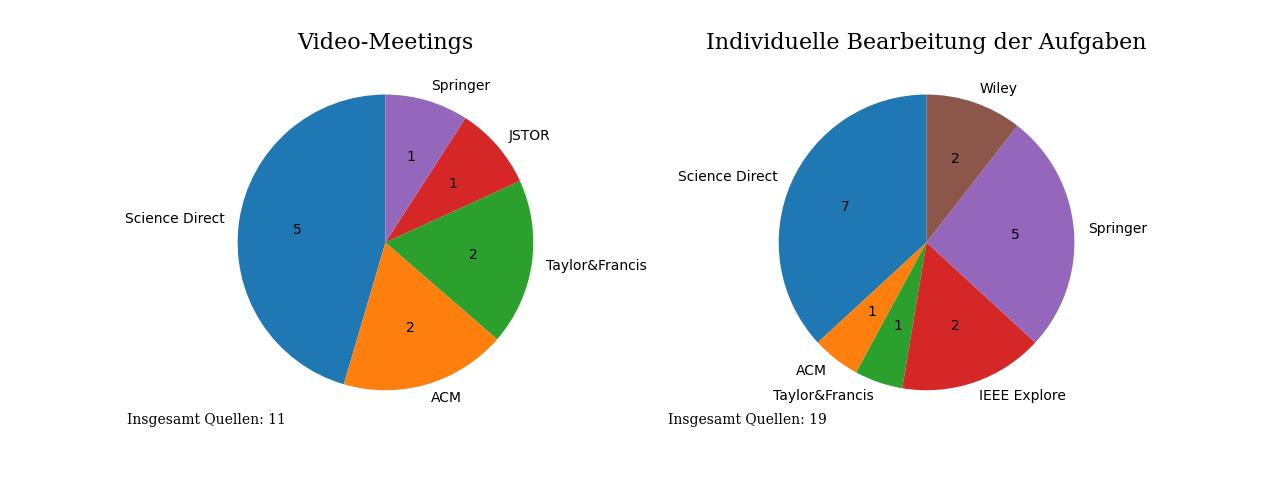 Video-Meetings
Springer
JSTOR
Science Direct
Taylor&Francis
ACM
1
1
5
2
2
Insgesamt Quellen: 11
Individuelle Bearbeitung der Aufgaben
Wiley
Science Direct
Springer
ACM
Taylor&Francis
IEEE Explore
2
7
5
1
1
2
Insgesamt Quellen: 19